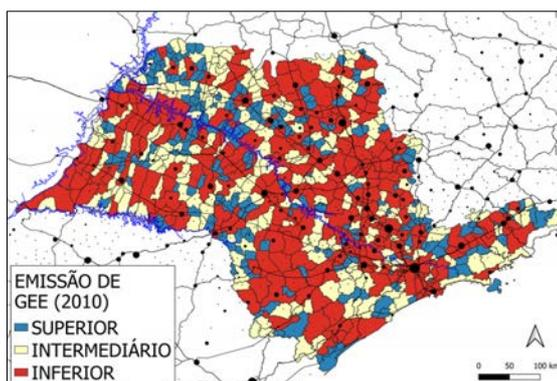 EMISSÃO DE
GEE (2010)
SUPERIOR
INTERMEDIÁRIO
INFERIOR
0 50 100 km